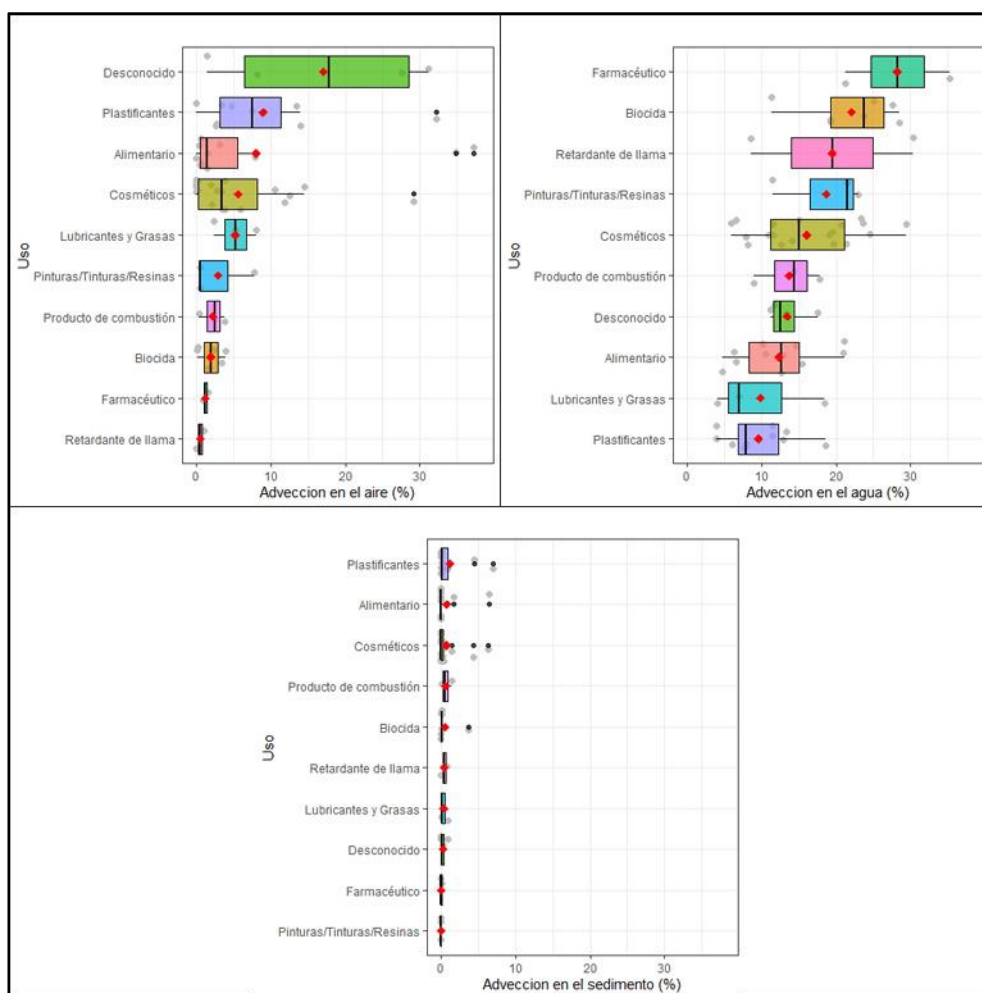 Uso
Desconocido
Plastificantes
Alimentario
Cosméticos
Lubricantes y Grasas
Pinturas/Tinturas/Resinas
Producto de combustión
Biocida
Farmacéutico
Retardante de llama
0 10 20 30
Adveccion en el aire (%)
Uso
Farmacéutico
Biocida
Retardante de llama
Pinturas/Tinturas/Resinas
Cosméticos
Producto de combustión
Desconocido
Alimentario
Lubricantes y Grasas
Plastificantes
0 10 20 30
Adveccion en el agua (%)
Uso
Plastificantes
Alimentario
Cosméticos
Producto de combustión
Biocida
Retardante de llama
Lubricantes y Grasas
Desconocido
Farmacéutico
Pinturas/Tinturas/Resinas
0 10 20 30
Adveccion en el sedimento (%)